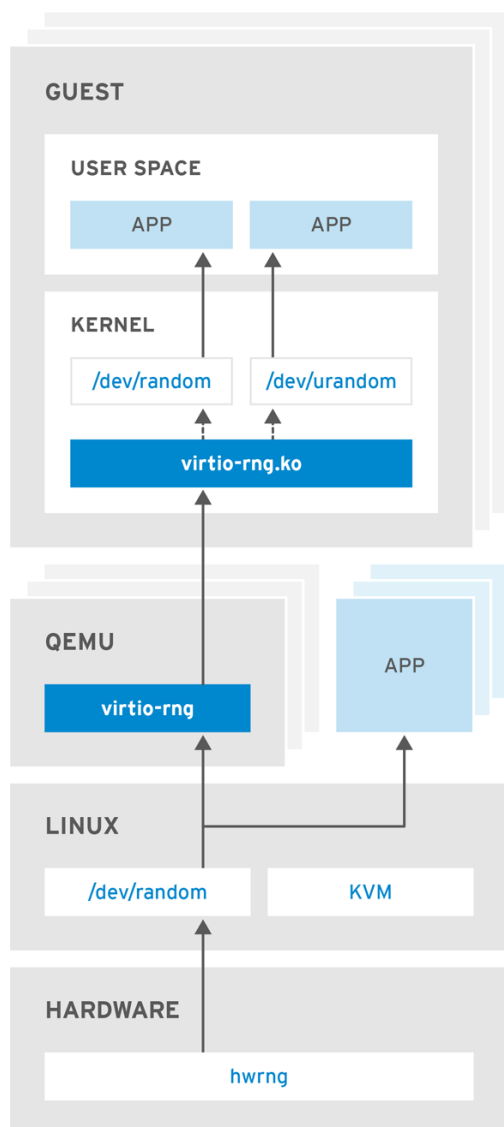 GUEST
USER SPACE
APP
APP
KERNEL
/dev/random
/dev/urandom
virtio-rng.ko
QEMU
virtio-rng
APP
LINUX
/dev/random
KVM
HARDWARE
hwrng